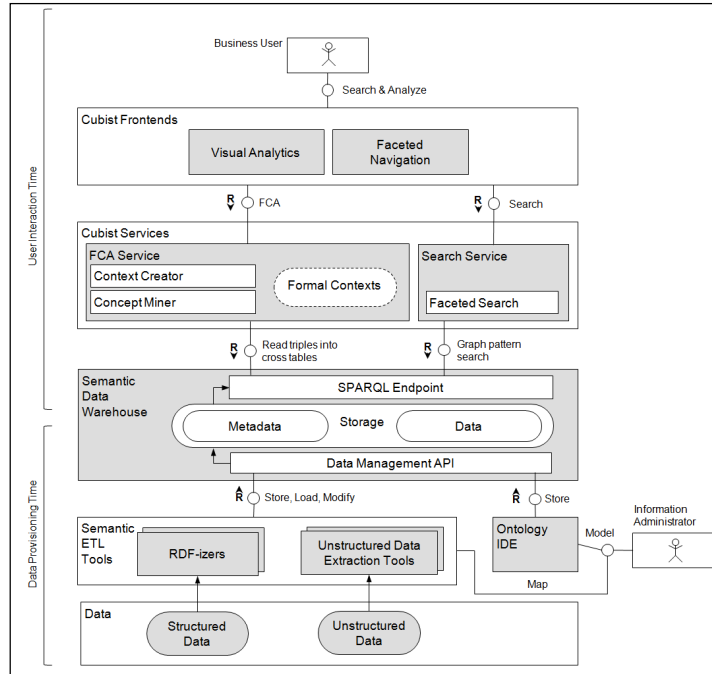 Business User
Search & Analyze
Cubist Frontends
Visual Analytics
Faceted
Navigation
R
FCA
R
Search
Cubist Services
FCA Service
Context Creator
Concept Miner
Formal Contexts
Search Service
Faceted Search
R
Read triples into
cross tables
R
Graph pattern
search
User Interaction Time
Semantic
Data
Warehouse
SPARQL Endpoint
Metadata
Storage
Data
Data Management API
R
Store, Load, Modify
R
Store
Data Provisioning Time
Semantic
ETL
Tools
RDF-izers
Unstructured Data
Extraction Tools
Ontology
IDE
Model
Information
Administrator
Map
Data
Structured
Data
Unstructured
Data